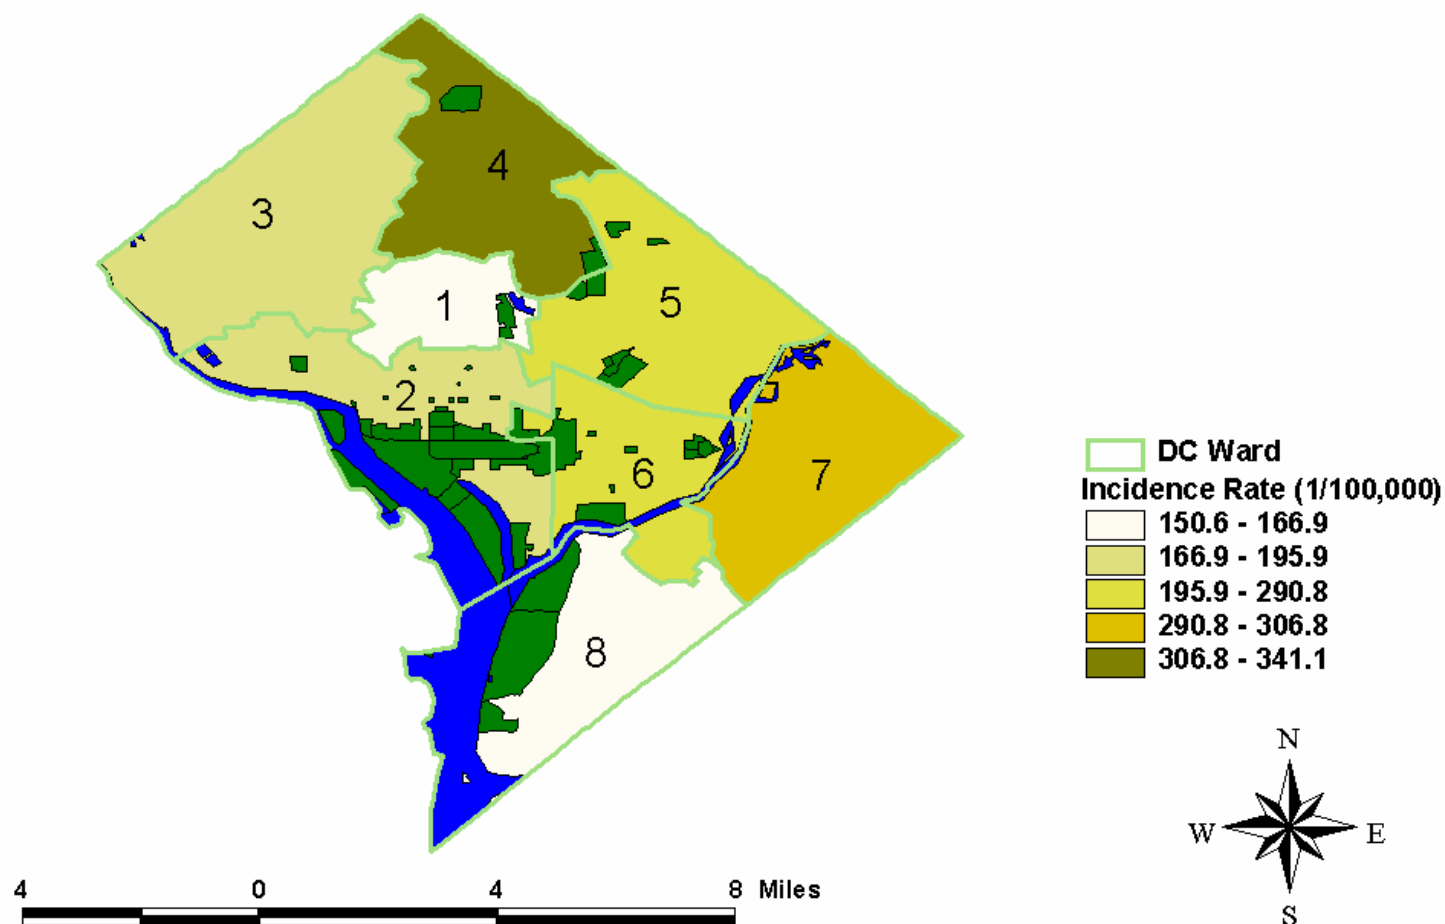 4
3
1
5
2
6
7
8
DC Ward
Incidence Rate (1/100,000)
150.6 - 166.9
166.9 - 195.9
195.9 - 290.8
290.8 - 306.8
306.8 - 341.1
N
W E
S
4 0 4 8 Miles